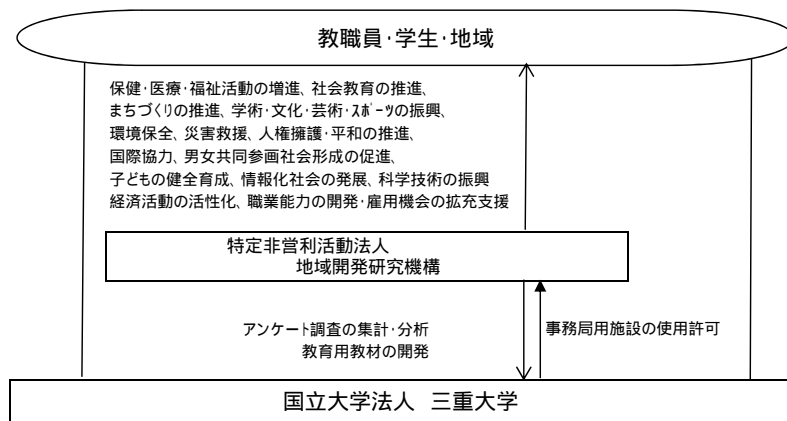 教職員・学生・地域
保健・医療・福祉活動の増進、社会教育の推進、
まちづくりの推進、学術・文化・芸術・スポーツの振興、
環境保全、災害救援、人権擁護・平和の推進、
国際協力、男女共同参画社会形成の促進、
子どもの健全育成、情報化社会の発展、科学技術の振興
経済活動の活性化、職業能力の開発・雇用機会の拡充支援
特定非営利活動法人
地域開発研究機構
アンケート調査の集計・分析
教育用教材の開発
事務局用施設の使用許可
国立大学法人 三重大学